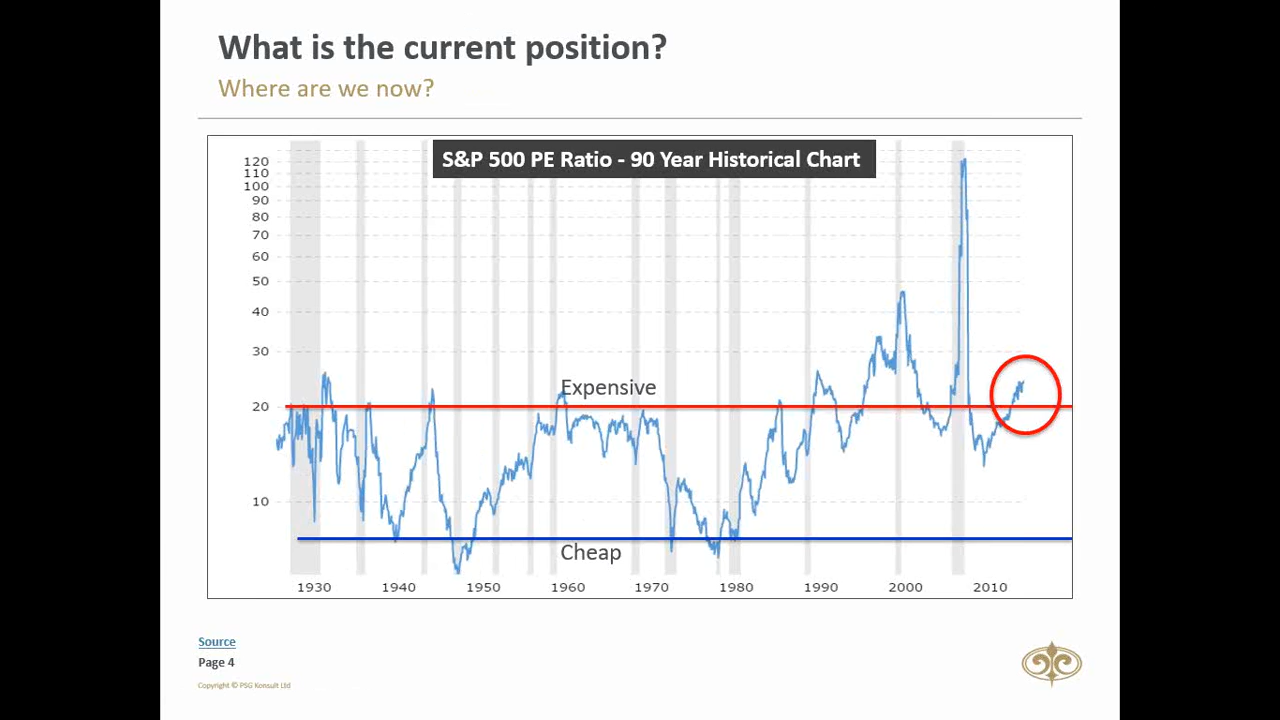 What is the current position?
Where are we now?
S&P 500 PE Ratio - 90 Year Historical Chart
120
110
100
90
80
70
60
50
40
30
Expensive
20
10
Cheap
1930 1940 1950 1960 1970 1980 1990 2000 2010
Source
Page 4
Copyright © PSG Konsult Ltd